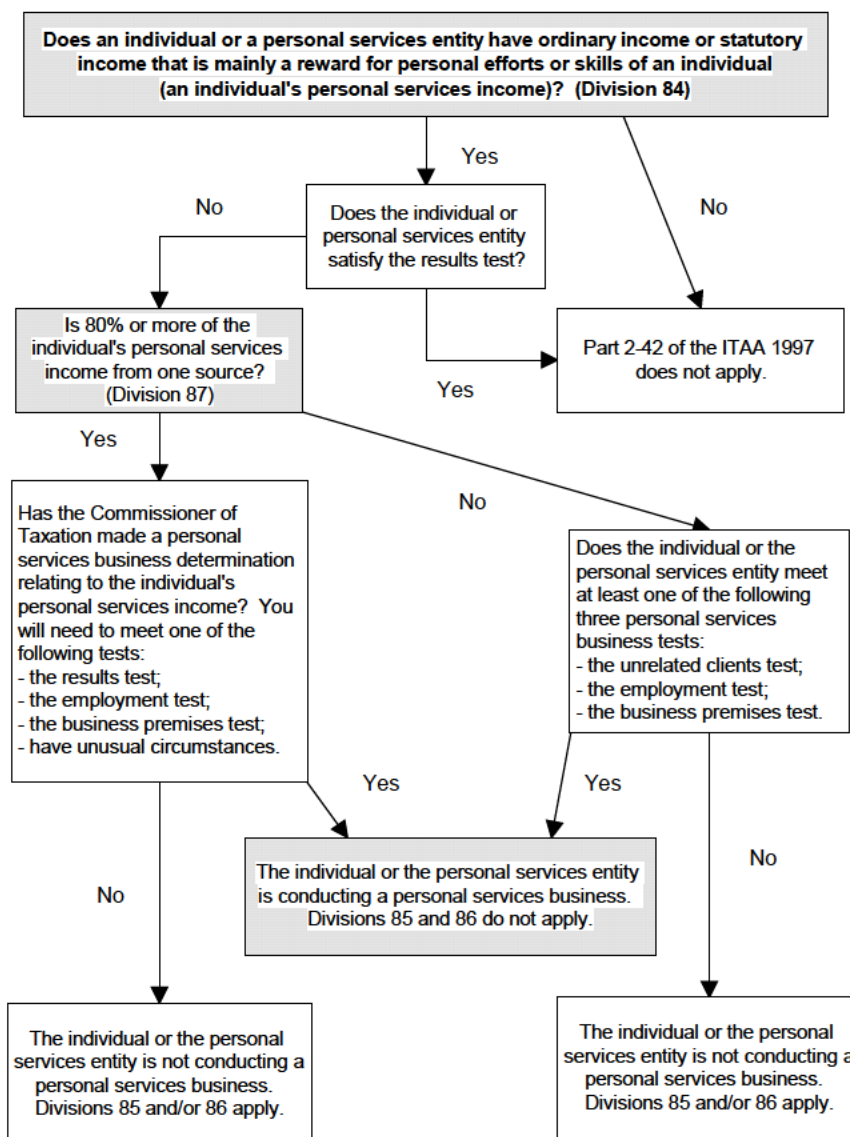 Does an individual or a personal services entity have ordinary income or statutory
income that is mainly a reward for personal efforts or skills of an individual
(an individual's personal services income)? (Division 84)
Yes
No
No
Does the individual or
personal services entity
satisfy the results test?
Is 80% or more of the
individual's personal services
income from one source?
(Division 87)
Part 2-42 of the ITAA 1997
does not apply.
Yes
Yes
No
Has the Commissioner of
Taxation made a personal
services business determination
relating to the individual's
personal services income? You
will need to meet one of the
following tests:
- the results test;
- the employment test;
- the business premises test;
- have unusual circumstances.
Does the individual or the
personal services entity meet
at least one of the following
three personal services
business tests:
- the unrelated clients test;
- the employment test;
- the business premises test.
Yes
Yes
No
No
The individual or the personal services entity
is conducting a personal services business.
Divisions 85 and 86 do not apply.
The individual or the personal
services entity is not conducting a
personal services business.
Divisions 85 and/or 86 apply.
The individual or the personal
services entity is not conducting a
personal services business.
Divisions 85 and/or 86 apply.